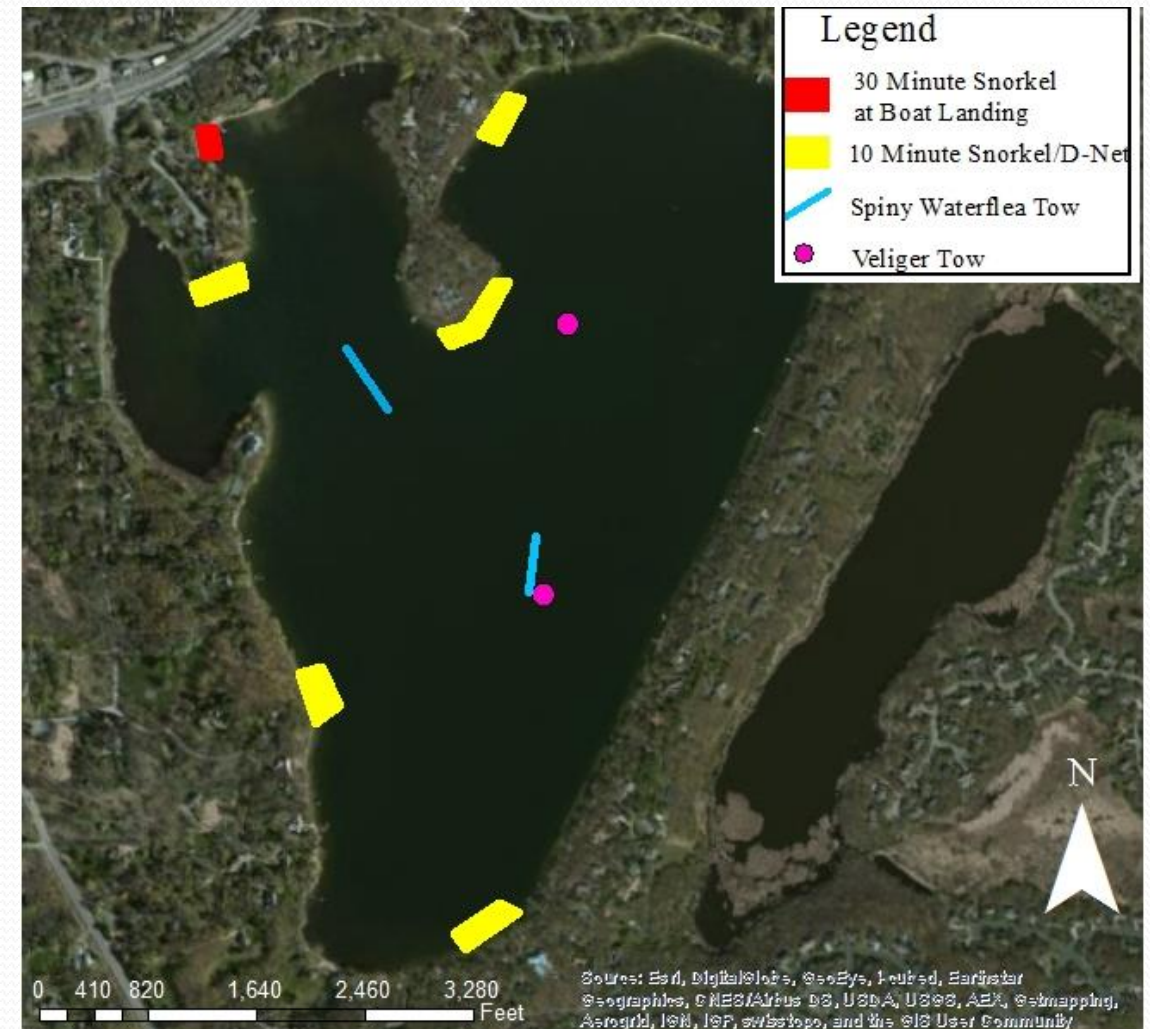 Legend
30 Minute Snorkel
at Boat Landing
10 Minute Snorkel/D-Net
Spiny Waterflea Tow
Veliger Tow
N
0 410 820 1,640 2,460 3,280
Feet
Source: Esri, DigitalGlobe, GeoEye, i-cubed, Earthstar
Geographics, CNES/Airbus DS, USDA, USGS, AEX, Getmapping,
Aerogrid, IGN, IGP, swisstopo, and the GIS User Community